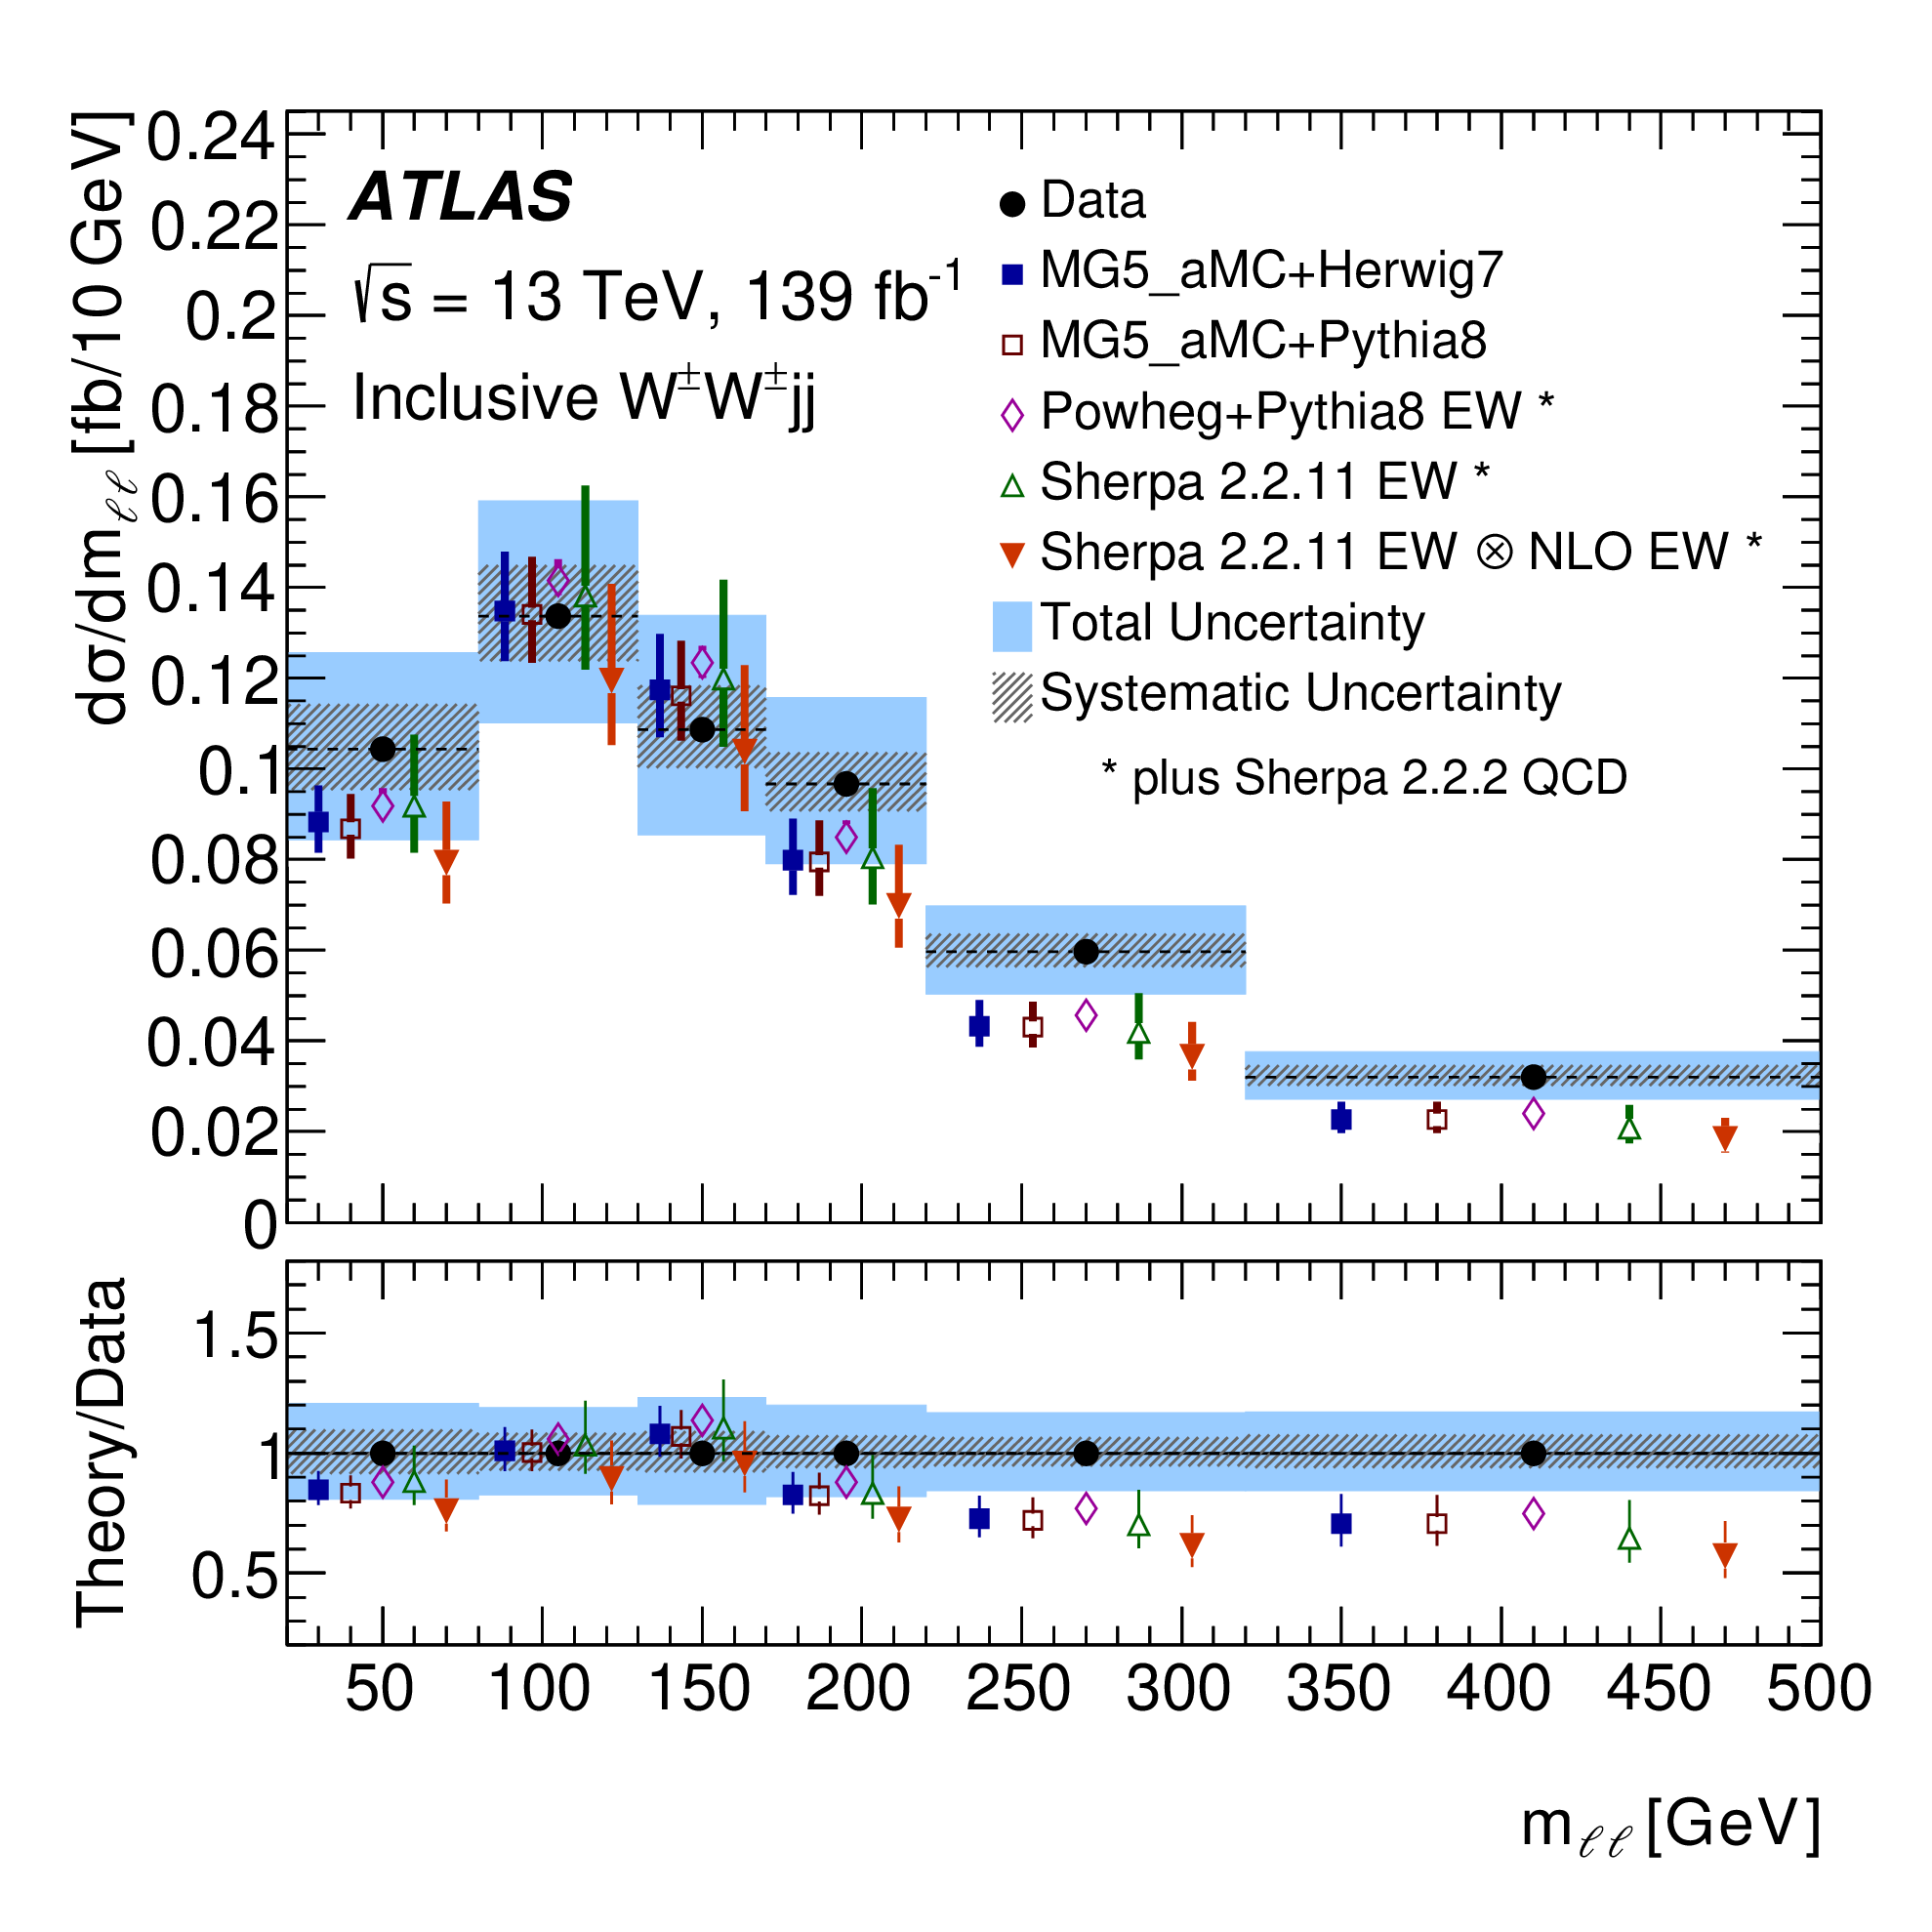 ATLAS
√s = 13 TeV, 139 fb⁻¹
Inclusive W±W±jj
Data
MG5_aMC+Herwig7
MG5_aMC+Pythia8
Powheg+Pythia8 EW *
Sherpa 2.2.11 EW *
Sherpa 2.2.11 EW ⊗ NLO EW *
Total Uncertainty
Systematic Uncertainty
* plus Sherpa 2.2.2 QCD
dσ/dmℓℓ [fb/10 GeV]
0.24
0.22
0.2
0.18
0.16
0.14
0.12
0.1
0.08
0.06
0.04
0.02
0
Theory/Data
1.5
1
0.5
50 100 150 200 250 300 350 400 450 500
mℓℓ [GeV]